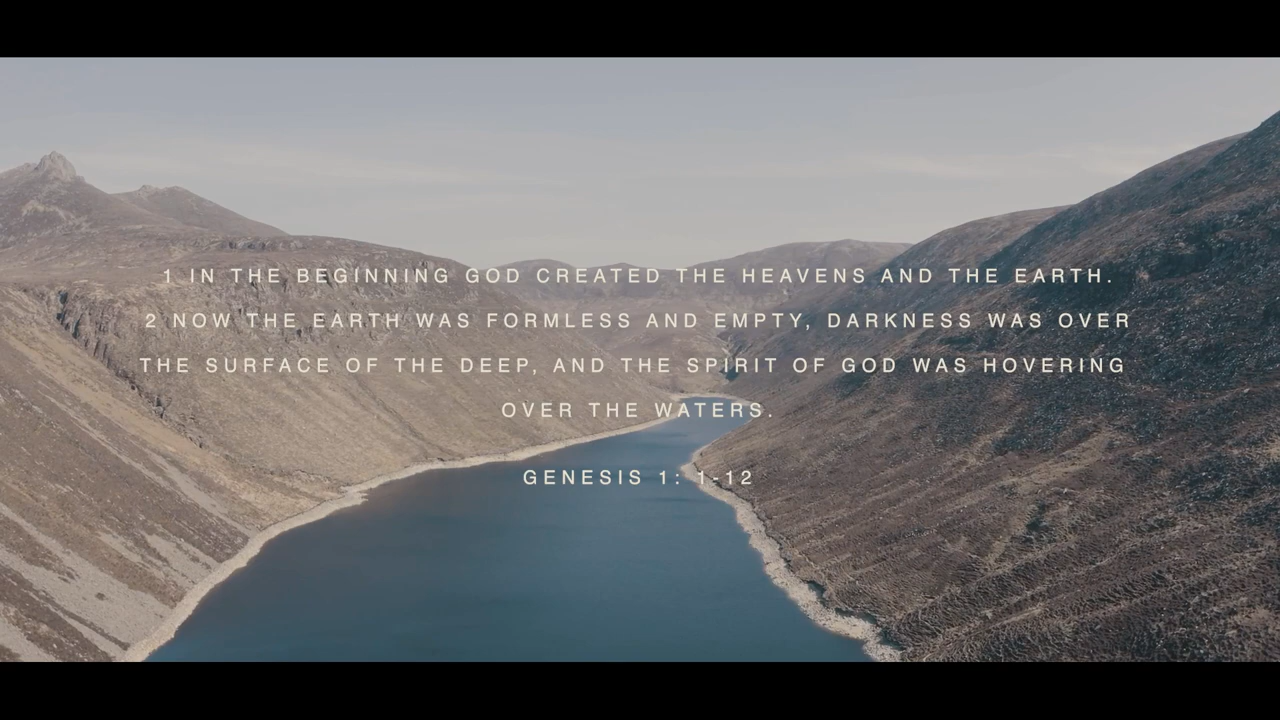 1 IN THE BEGINNING GOD CREATED THE HEAVENS AND THE EARTH.
2 NOW THE EARTH WAS FORMLESS AND EMPTY, DARKNESS WAS OVER
THE SURFACE OF THE DEEP, AND THE SPIRIT OF GOD WAS HOVERING
OVER THE WATERS.
GENESIS 1: 1-12